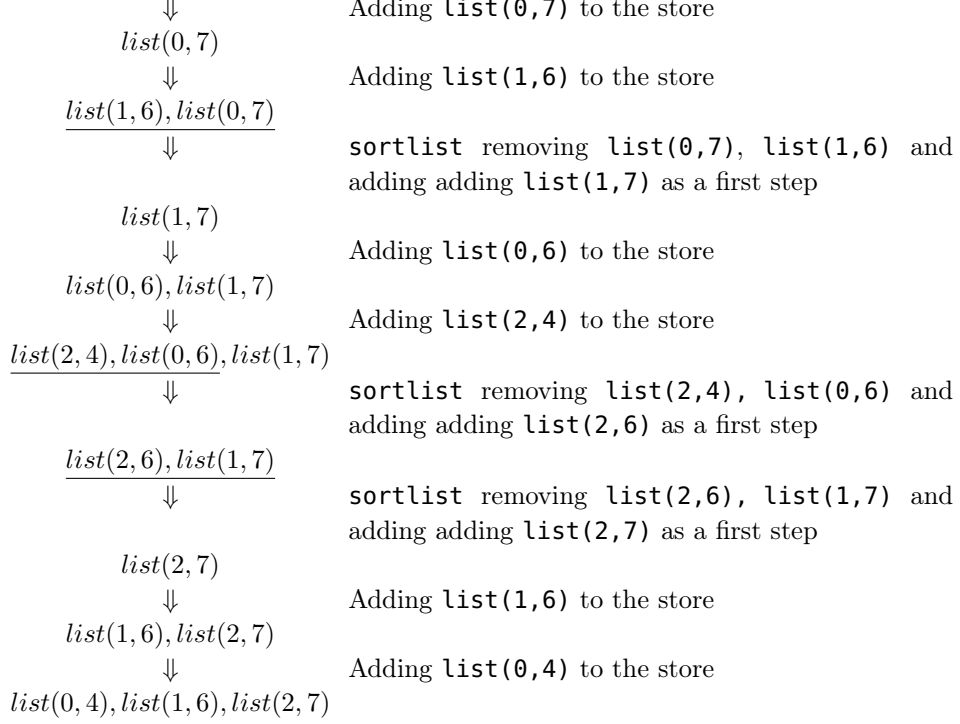 ⇓ Adding list(0,7) to the store
list(0, 7)
⇓ Adding list(1,6) to the store
list(1, 6), list(0, 7)
⇓ sortlist removing list(0,7), list(1,6) and
adding adding list(1,7) as a first step
list(1, 7)
⇓ Adding list(0,6) to the store
list(0, 6), list(1, 7)
⇓ Adding list(2,4) to the store
list(2, 4), list(0, 6), list(1, 7)
⇓ sortlist removing list(2,4), list(0,6) and
adding adding list(2,6) as a first step
list(2, 6), list(1, 7)
⇓ sortlist removing list(2,6), list(1,7) and
adding adding list(2,7) as a first step
list(2, 7)
⇓ Adding list(1,6) to the store
list(1, 6), list(2, 7)
⇓ Adding list(0,4) to the store
list(0, 4), list(1, 6), list(2, 7)